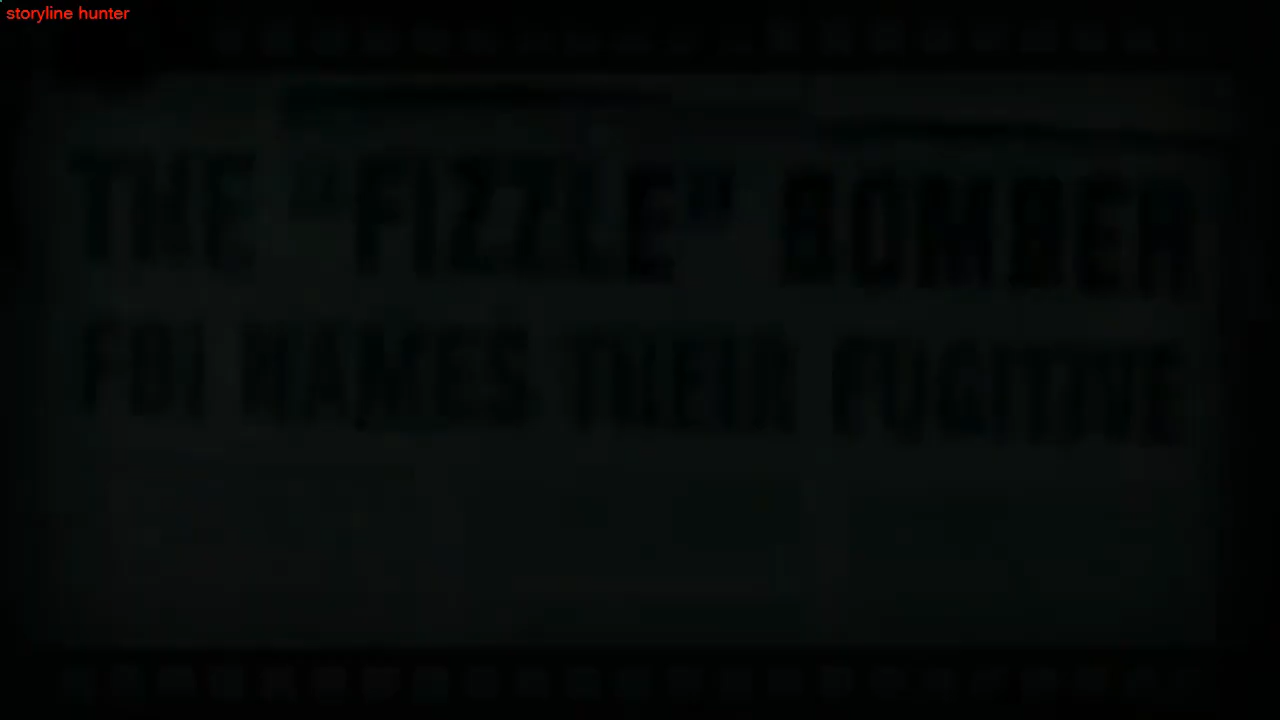 storyline hunter
THE "FIZZLE" BOMBER
FBI NAMES THEIR FUGITIVE